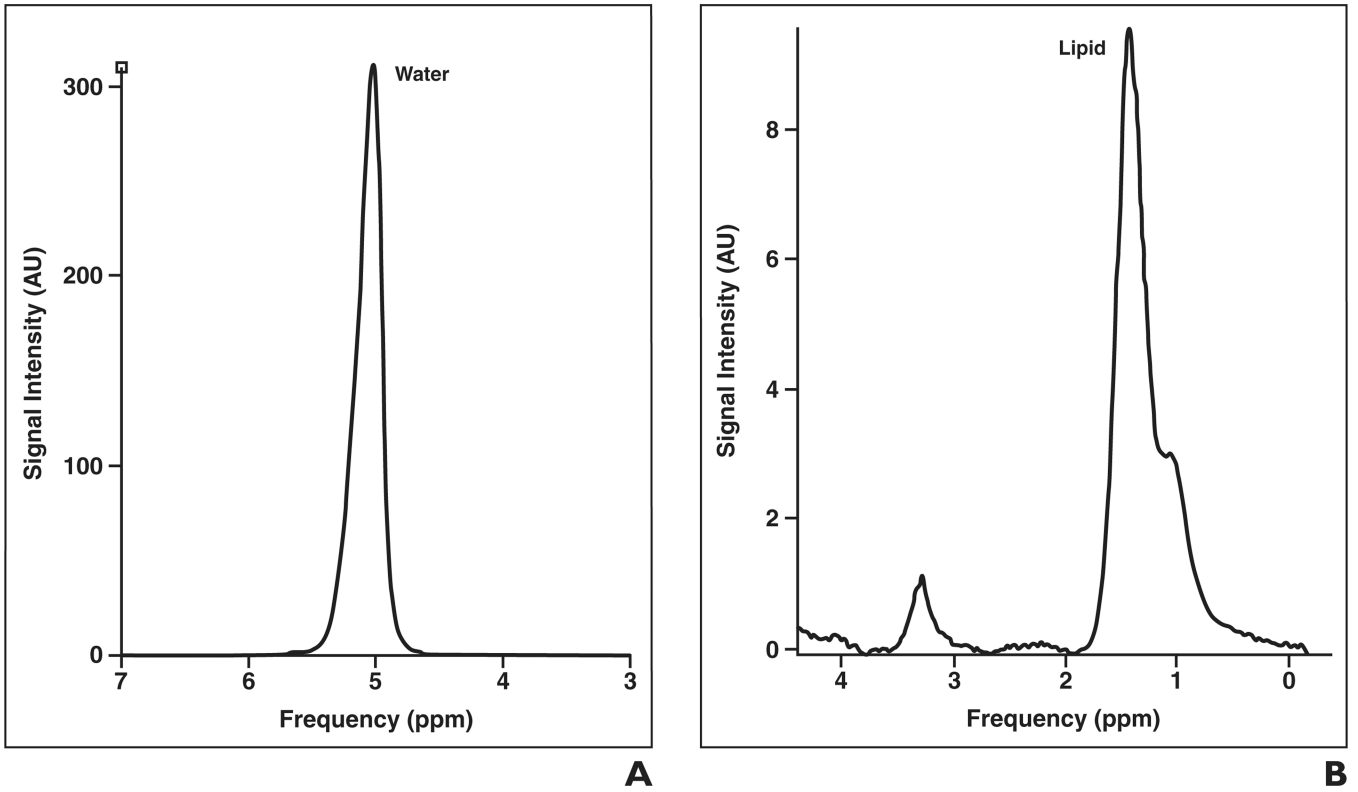 Water
300
200
100
0
7 6 5 4 3
Signal Intensity (AU)
Frequency (ppm)
A
Lipid
8
6
4
2
0
4 3 2 1 0
Signal Intensity (AU)
Frequency (ppm)
B